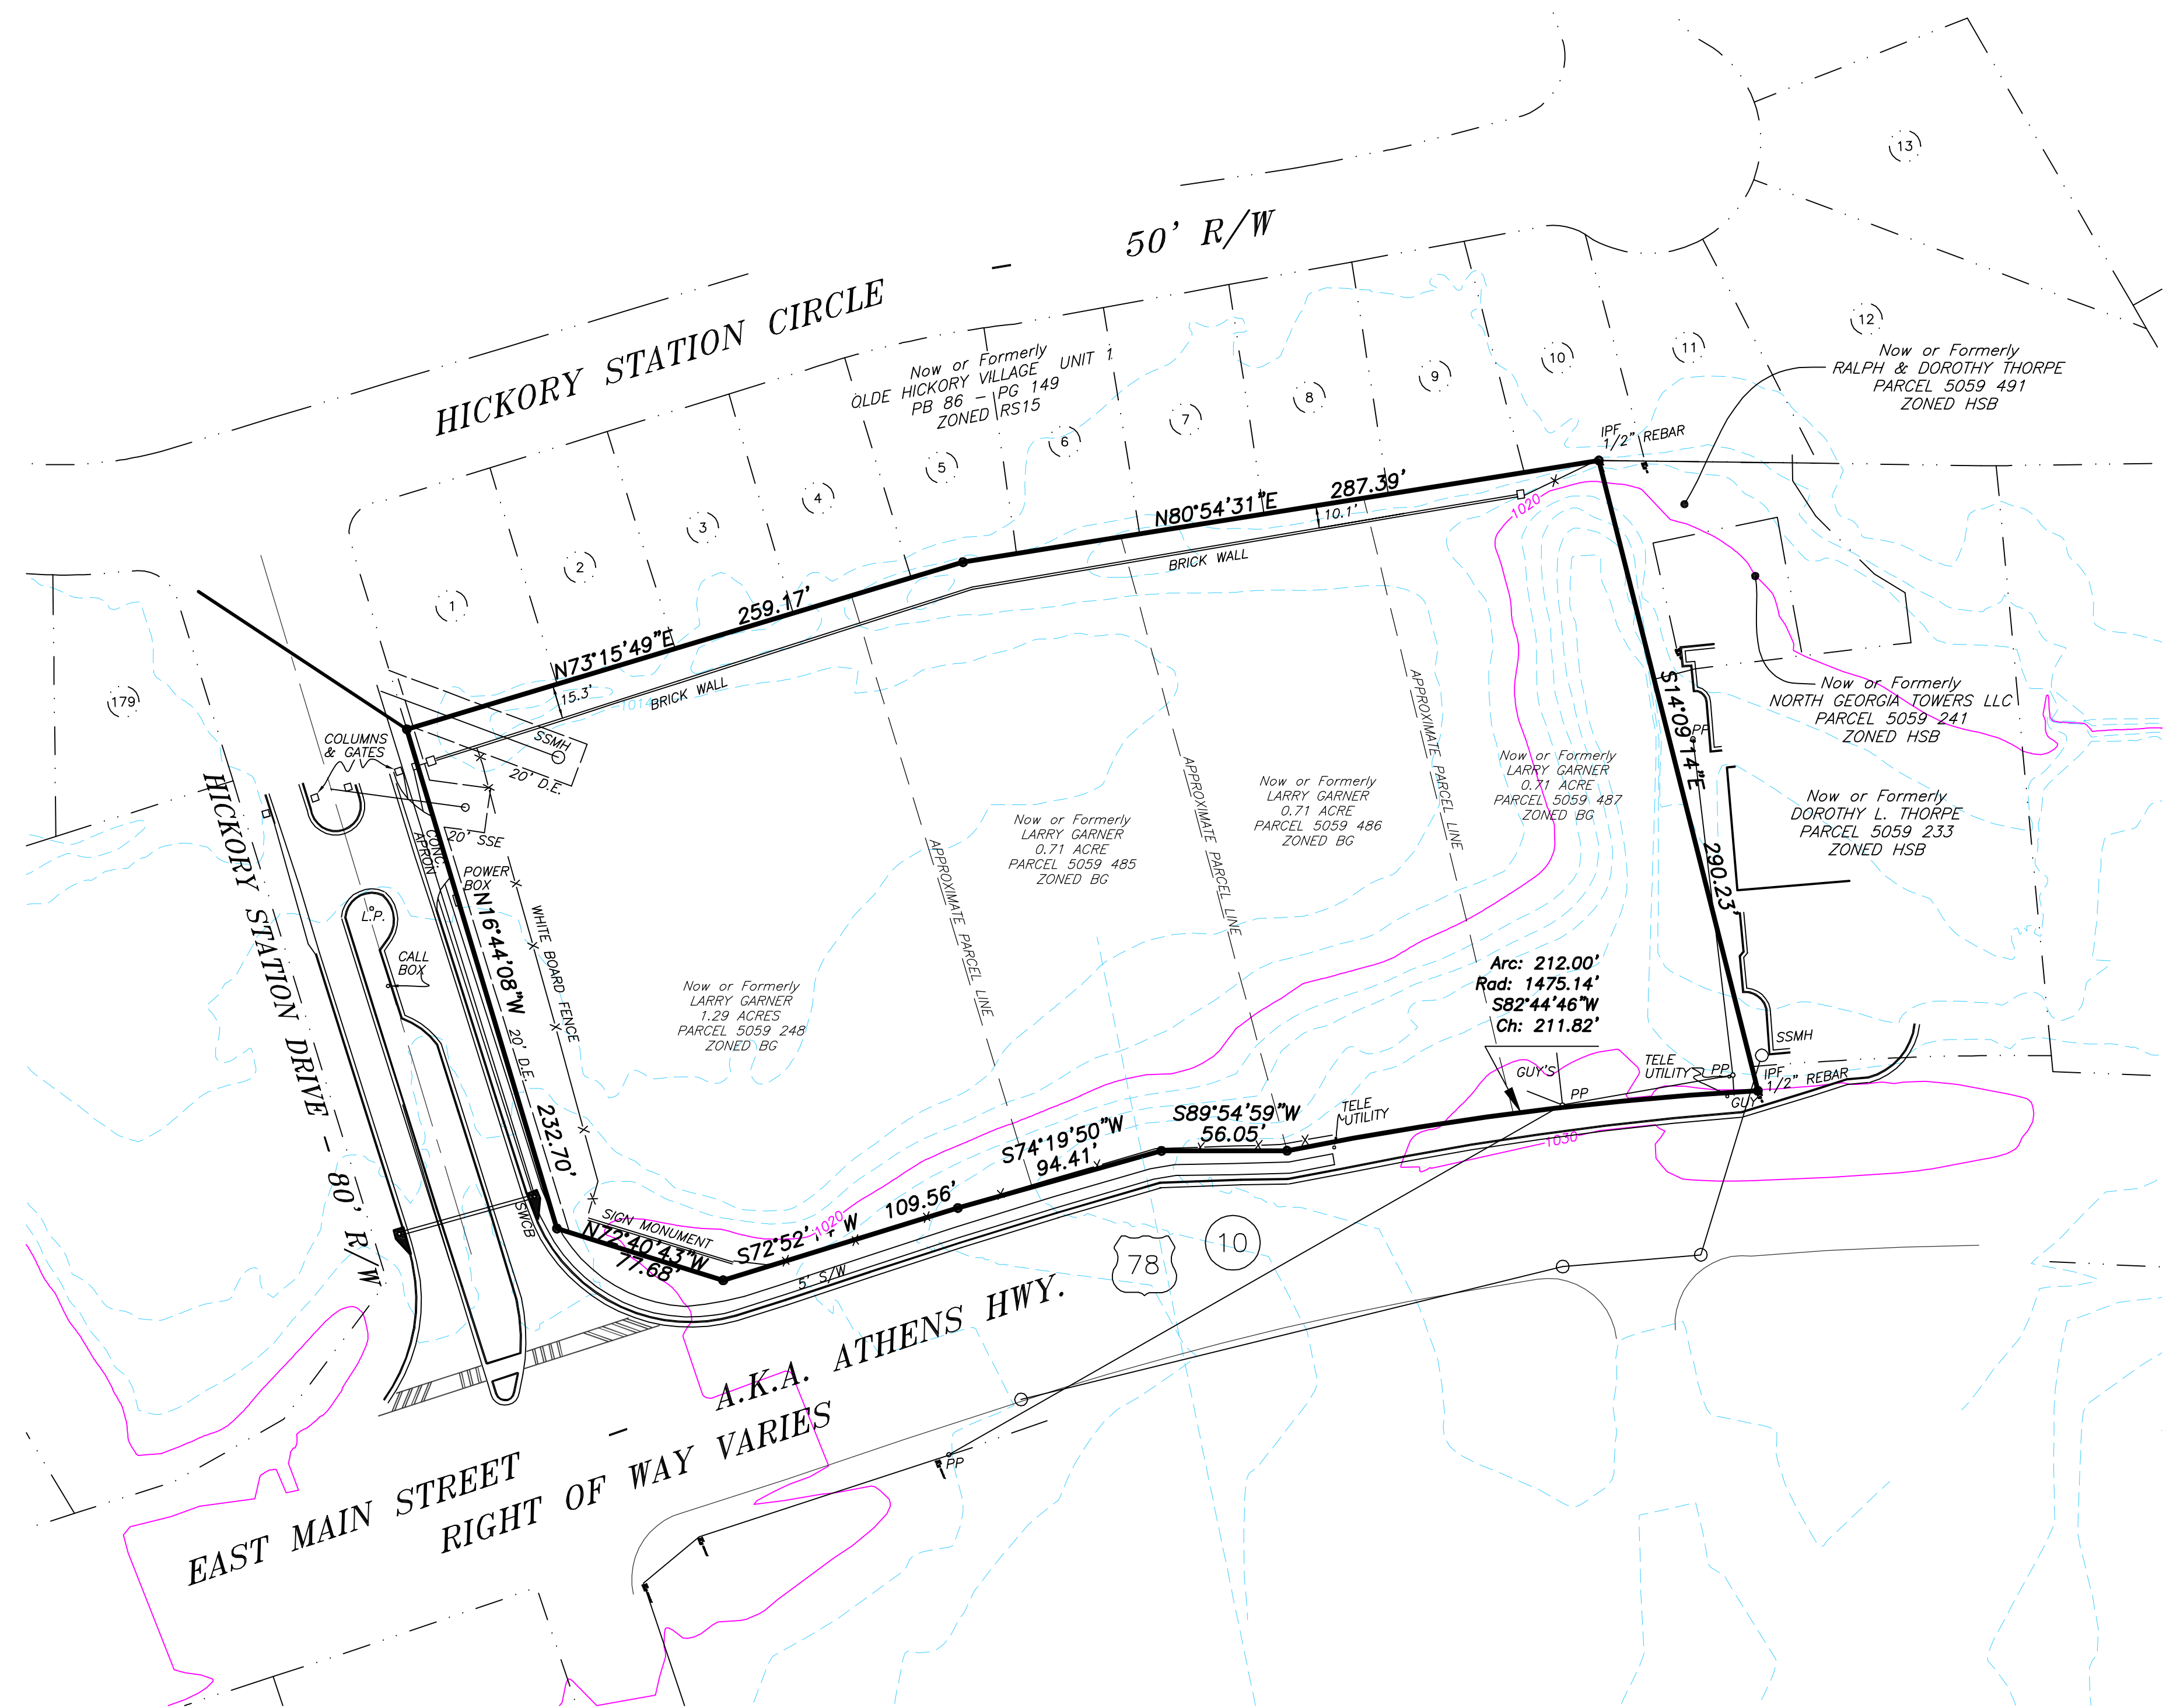 13
50' R/W
HICKORY STATION CIRCLE -
12
11
10
9
8
7
6
5
4
3
2
1
179
Now or Formerly
OLDE HICKORY VILLAGE UNIT 1
PB 86 - PG 149
ZONED RS15
Now or Formerly
RALPH & DOROTHY THORPE
PARCEL 5059 491
ZONED HSB
IPF
1/2" REBAR
N80°54'31"E 287.39'
10.1'
1020
BRICK WALL
N73°15'49"E 259.17'
15.3'
1014
BRICK WALL
SSMH
20' D.E.
COLUMNS
& GATES
20' SSE
CONC.
APRON
POWER
BOX
L.P.
CALL
BOX
WHITE BOARD FENCE
N16°44'08"W 232.70'
20' D.E.
HICKORY STATION DRIVE - 80' R/W
SWCB
Now or Formerly
LARRY GARNER
1.29 ACRES
PARCEL 5059 248
ZONED BG
APPROXIMATE PARCEL LINE
Now or Formerly
LARRY GARNER
0.71 ACRE
PARCEL 5059 485
ZONED BG
APPROXIMATE PARCEL LINE
Now or Formerly
LARRY GARNER
0.71 ACRE
PARCEL 5059 486
ZONED BG
APPROXIMATE PARCEL LINE
Now or Formerly
LARRY GARNER
0.71 ACRE
PARCEL 5059 487
ZONED BG
S14°09'14"E 290.23'
PP
Now or Formerly
NORTH GEORGIA TOWERS LLC
PARCEL 5059 241
ZONED HSB
Now or Formerly
DOROTHY L. THORPE
PARCEL 5059 233
ZONED HSB
Arc: 212.00'
Rad: 1475.14'
S82°44'46"W
Ch: 211.82'
SSMH
TELE
UTILITY
PP
IPF
1/2" REBAR
GUY
GUY'S
PP
1030
TELE
UTILITY
S89°54'59"W
56.05'
S74°19'50"W
94.41'
109.56'
S72°52'
W
1020
SIGN MONUMENT
N72°40'43"W
77.68'
5' S/W
78
10
EAST MAIN STREET - A.K.A. ATHENS HWY.
RIGHT OF WAY VARIES
PP